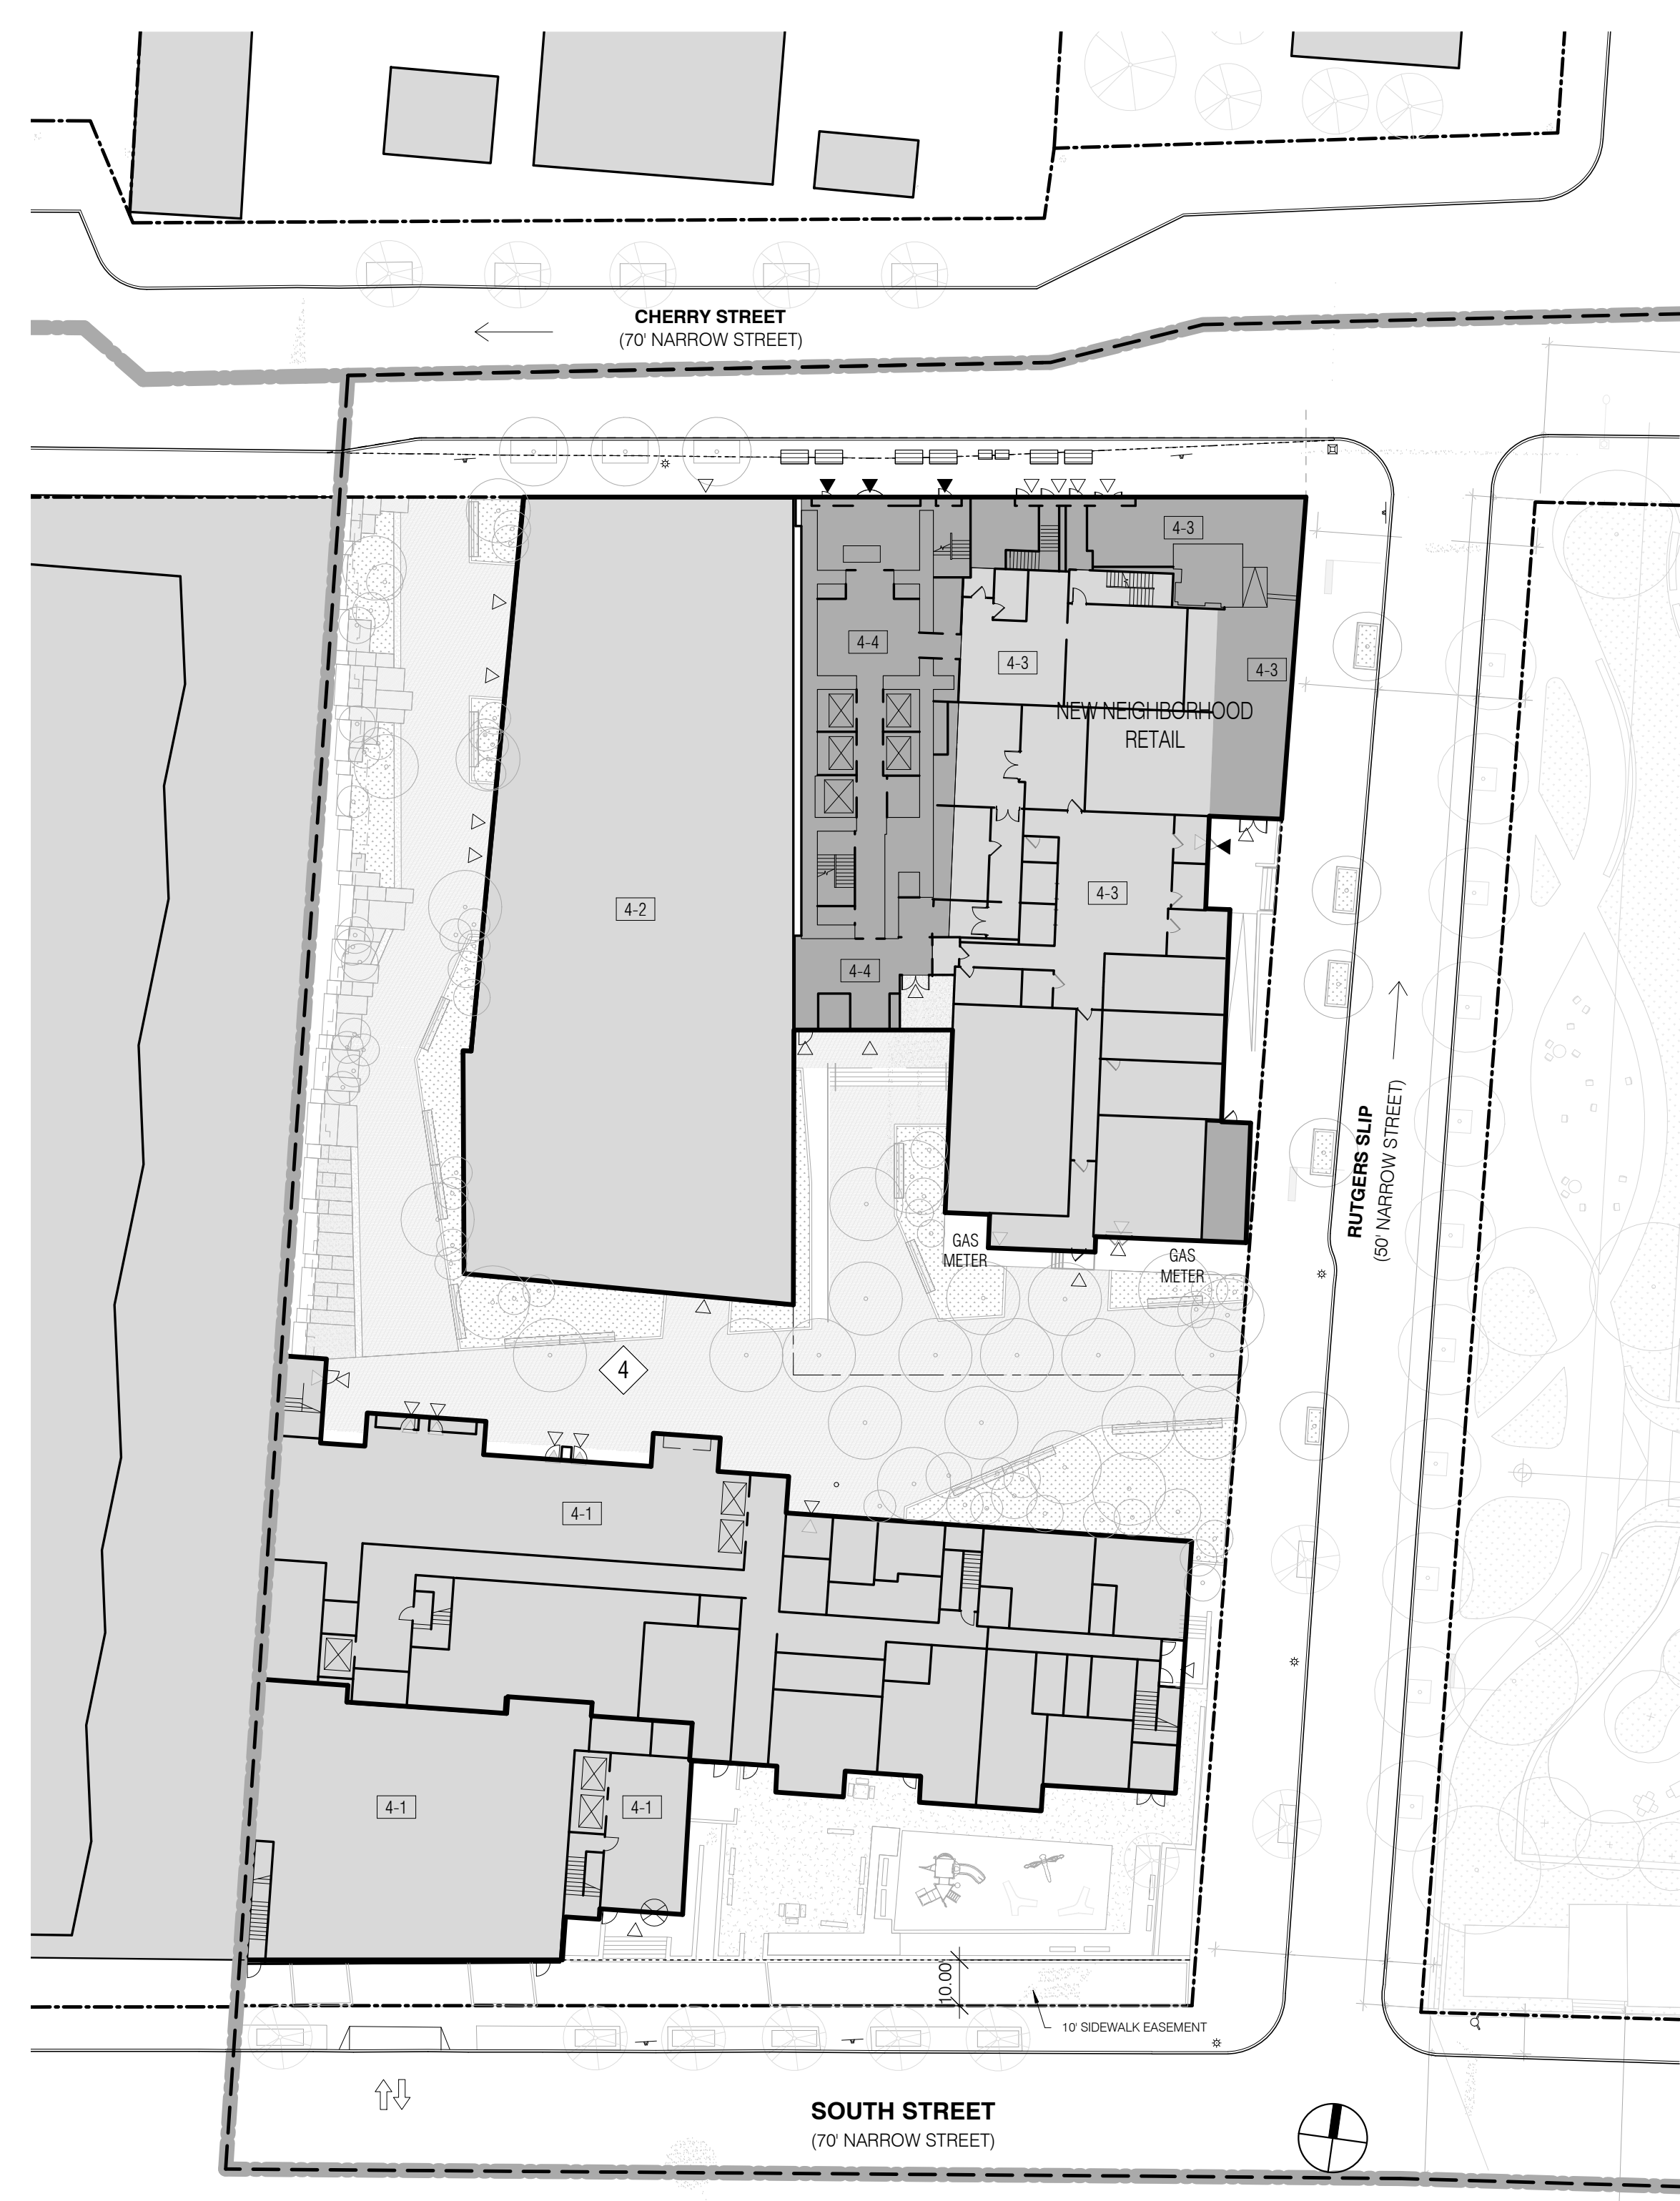 CHERRY STREET
(70' NARROW STREET)
4-3
4-4
4-3
4-3
NEW NEIGHBORHOOD
RETAIL
4-2
4-3
4-4
RUTGERS SLIP
(50' NARROW STREET)
GAS
METER
GAS
METER
4
4-1
4-1
4-1
10.00
10' SIDEWALK EASEMENT
SOUTH STREET
(70' NARROW STREET)